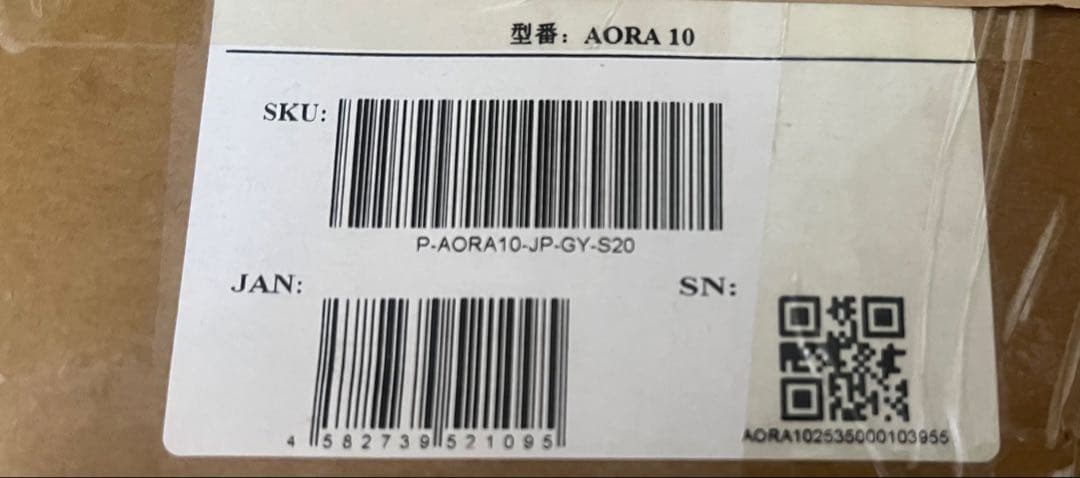 型番：AORA 10
SKU:
P-AORA10-JP-GY-S20
JAN:
4 582739 521095
SN:
AORA102535000103955